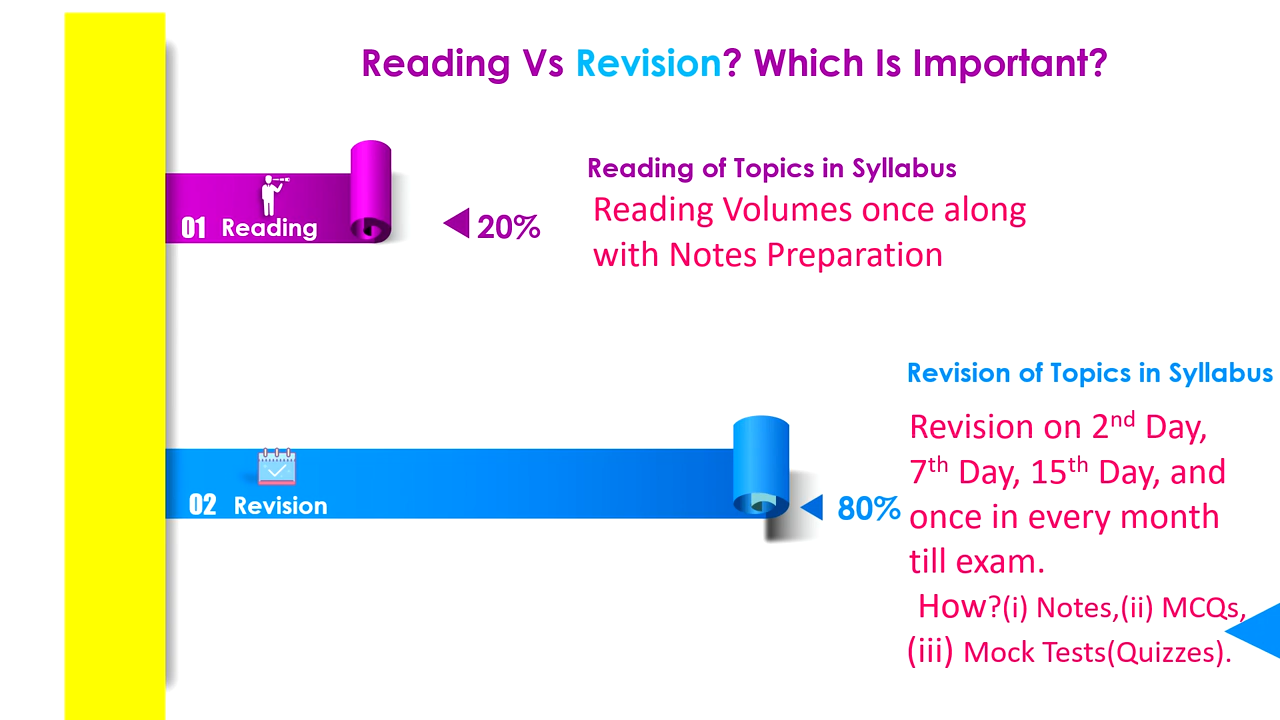 Reading Vs Revision? Which Is Important?
Reading of Topics in Syllabus
Reading Volumes once along
with Notes Preparation
01 Reading
20%
Revision of Topics in Syllabus
Revision on 2nd Day,
7th Day, 15th Day, and
once in every month
till exam.
How?(i) Notes,(ii) MCQs,
(iii) Mock Tests(Quizzes).
02 Revision
80%